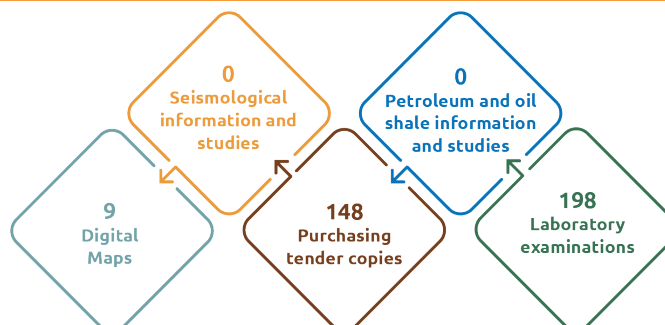 0
Seismological
information and
studies
0
Petroleum and oil
shale information
and studies
9
Digital
Maps
148
Purchasing
tender copies
198
Laboratory
examinations